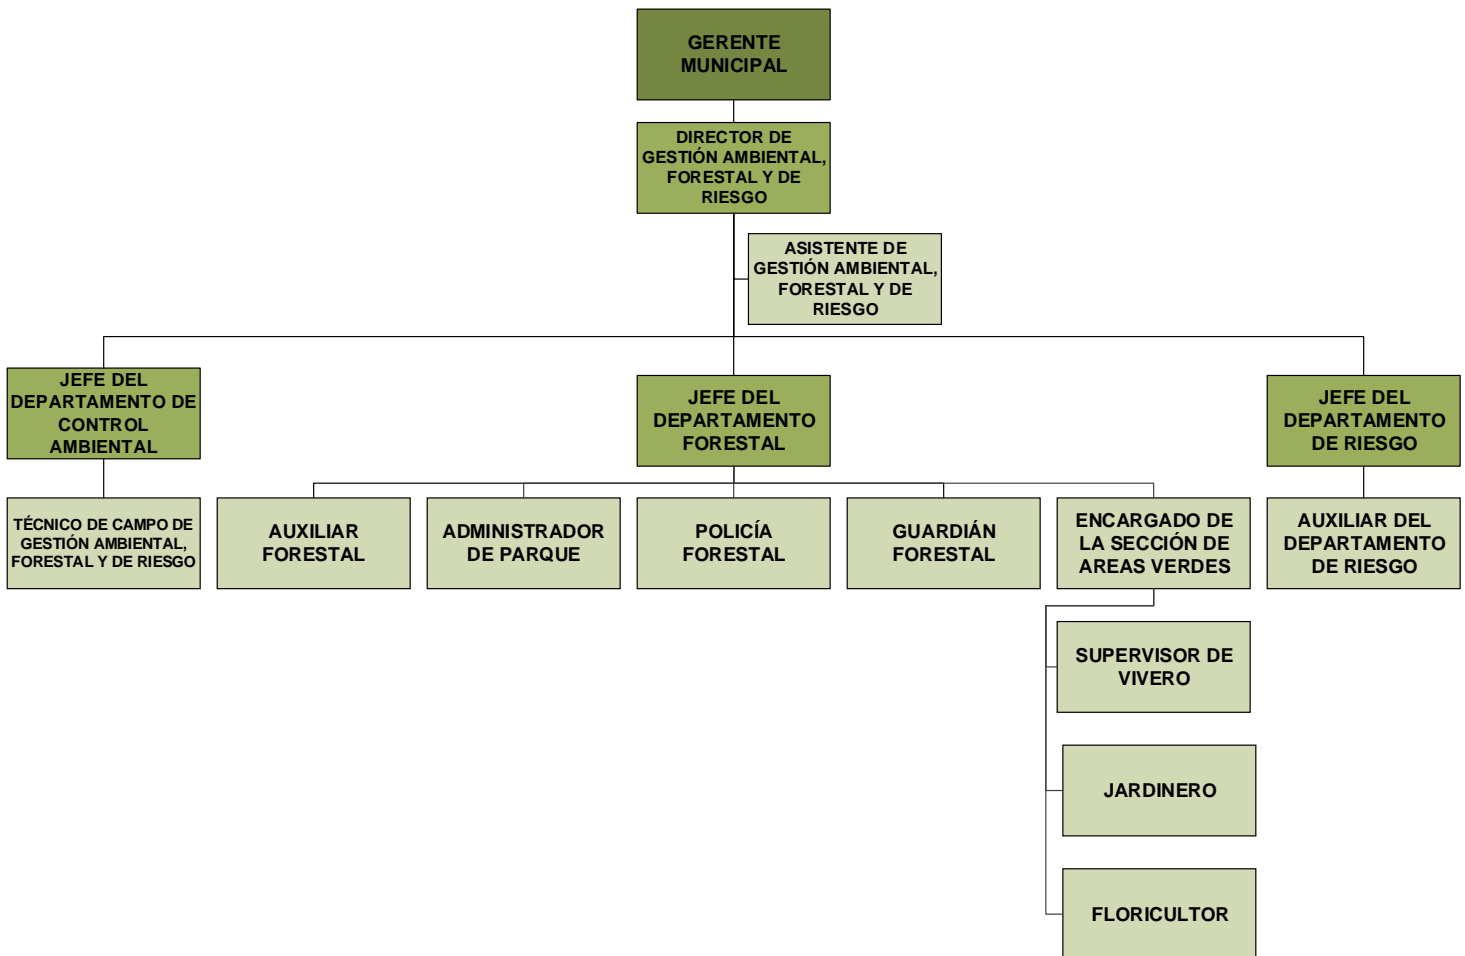 GERENTE
MUNICIPAL
DIRECTOR DE
GESTIÓN AMBIENTAL,
FORESTAL Y DE
RIESGO
ASISTENTE DE
GESTIÓN AMBIENTAL,
FORESTAL Y DE
RIESGO
JEFE DEL
DEPARTAMENTO DE
CONTROL
AMBIENTAL
JEFE DEL
DEPARTAMENTO
FORESTAL
JEFE DEL
DEPARTAMENTO
DE RIESGO
TÉCNICO DE CAMPO DE
GESTIÓN AMBIENTAL,
FORESTAL Y DE RIESGO
AUXILIAR
FORESTAL
ADMINISTRADOR
DE PARQUE
POLICÍA
FORESTAL
GUARDIÁN
FORESTAL
ENCARGADO DE
LA SECCIÓN DE
AREAS VERDES
AUXILIAR DEL
DEPARTAMENTO
DE RIESGO
SUPERVISOR DE
VIVERO
JARDINERO
FLORICULTOR